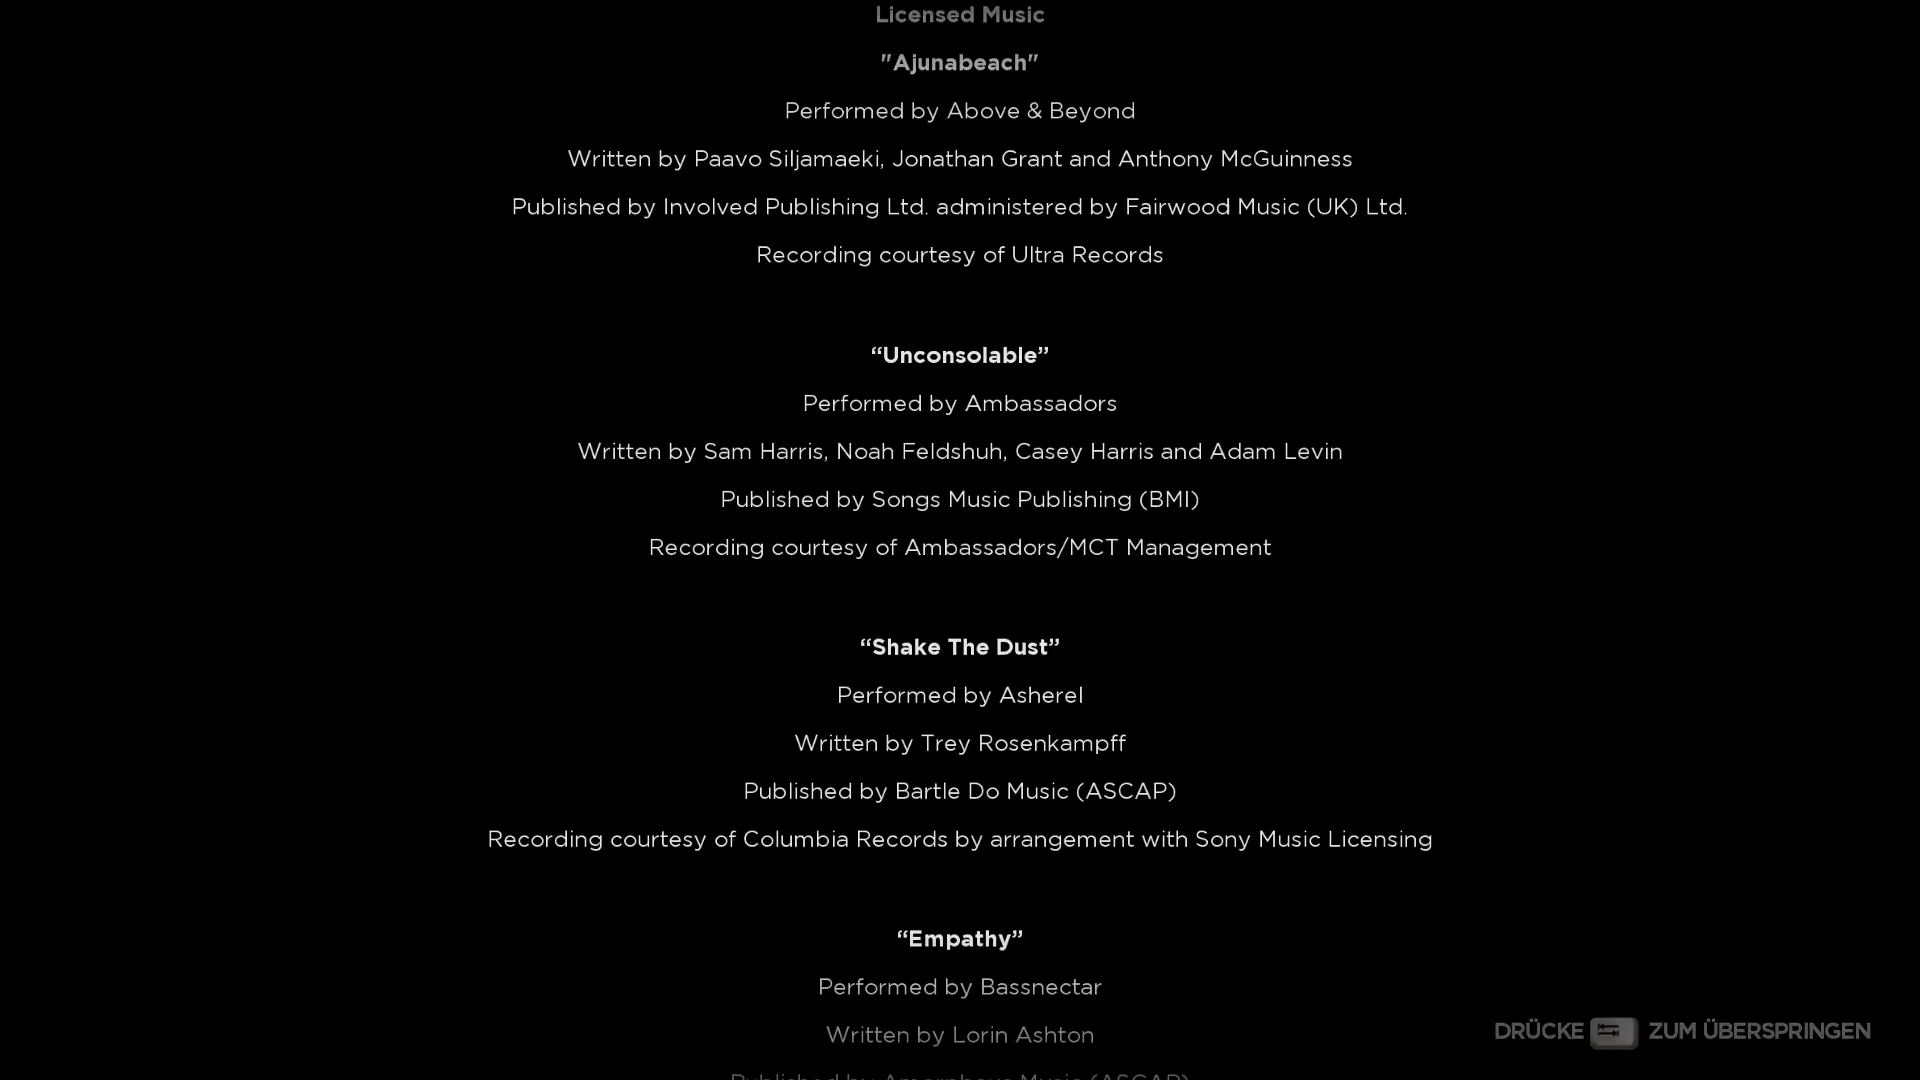 Licensed Music
"Ajunabeach"
Performed by Above & Beyond
Written by Paavo Siljamaeki, Jonathan Grant and Anthony McGuinness
Published by Involved Publishing Ltd. administered by Fairwood Music (UK) Ltd.
Recording courtesy of Ultra Records
“Unconsolable”
Performed by Ambassadors
Written by Sam Harris, Noah Feldshuh, Casey Harris and Adam Levin
Published by Songs Music Publishing (BMI)
Recording courtesy of Ambassadors/MCT Management
“Shake The Dust”
Performed by Asherel
Written by Trey Rosenkampff
Published by Bartle Do Music (ASCAP)
Recording courtesy of Columbia Records by arrangement with Sony Music Licensing
“Empathy”
Performed by Bassnectar
Written by Lorin Ashton
Published by Amorphous Music (ASCAP)
DRÜCKE ZUM ÜBERSPRINGEN